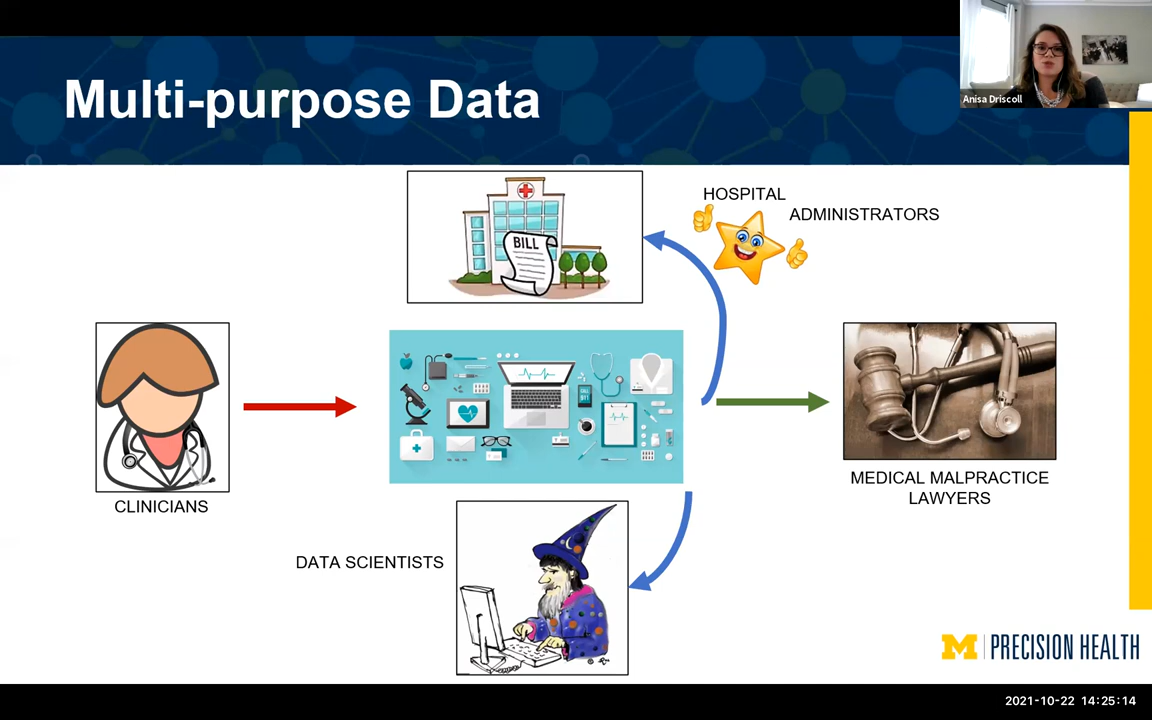 Multi-purpose Data
Anisa Driscoll
HOSPITAL
ADMINISTRATORS
BILL
CLINICIANS
MEDICAL MALPRACTICE
LAWYERS
DATA SCIENTISTS
M PRECISION HEALTH
2021-10-22 14:25:14